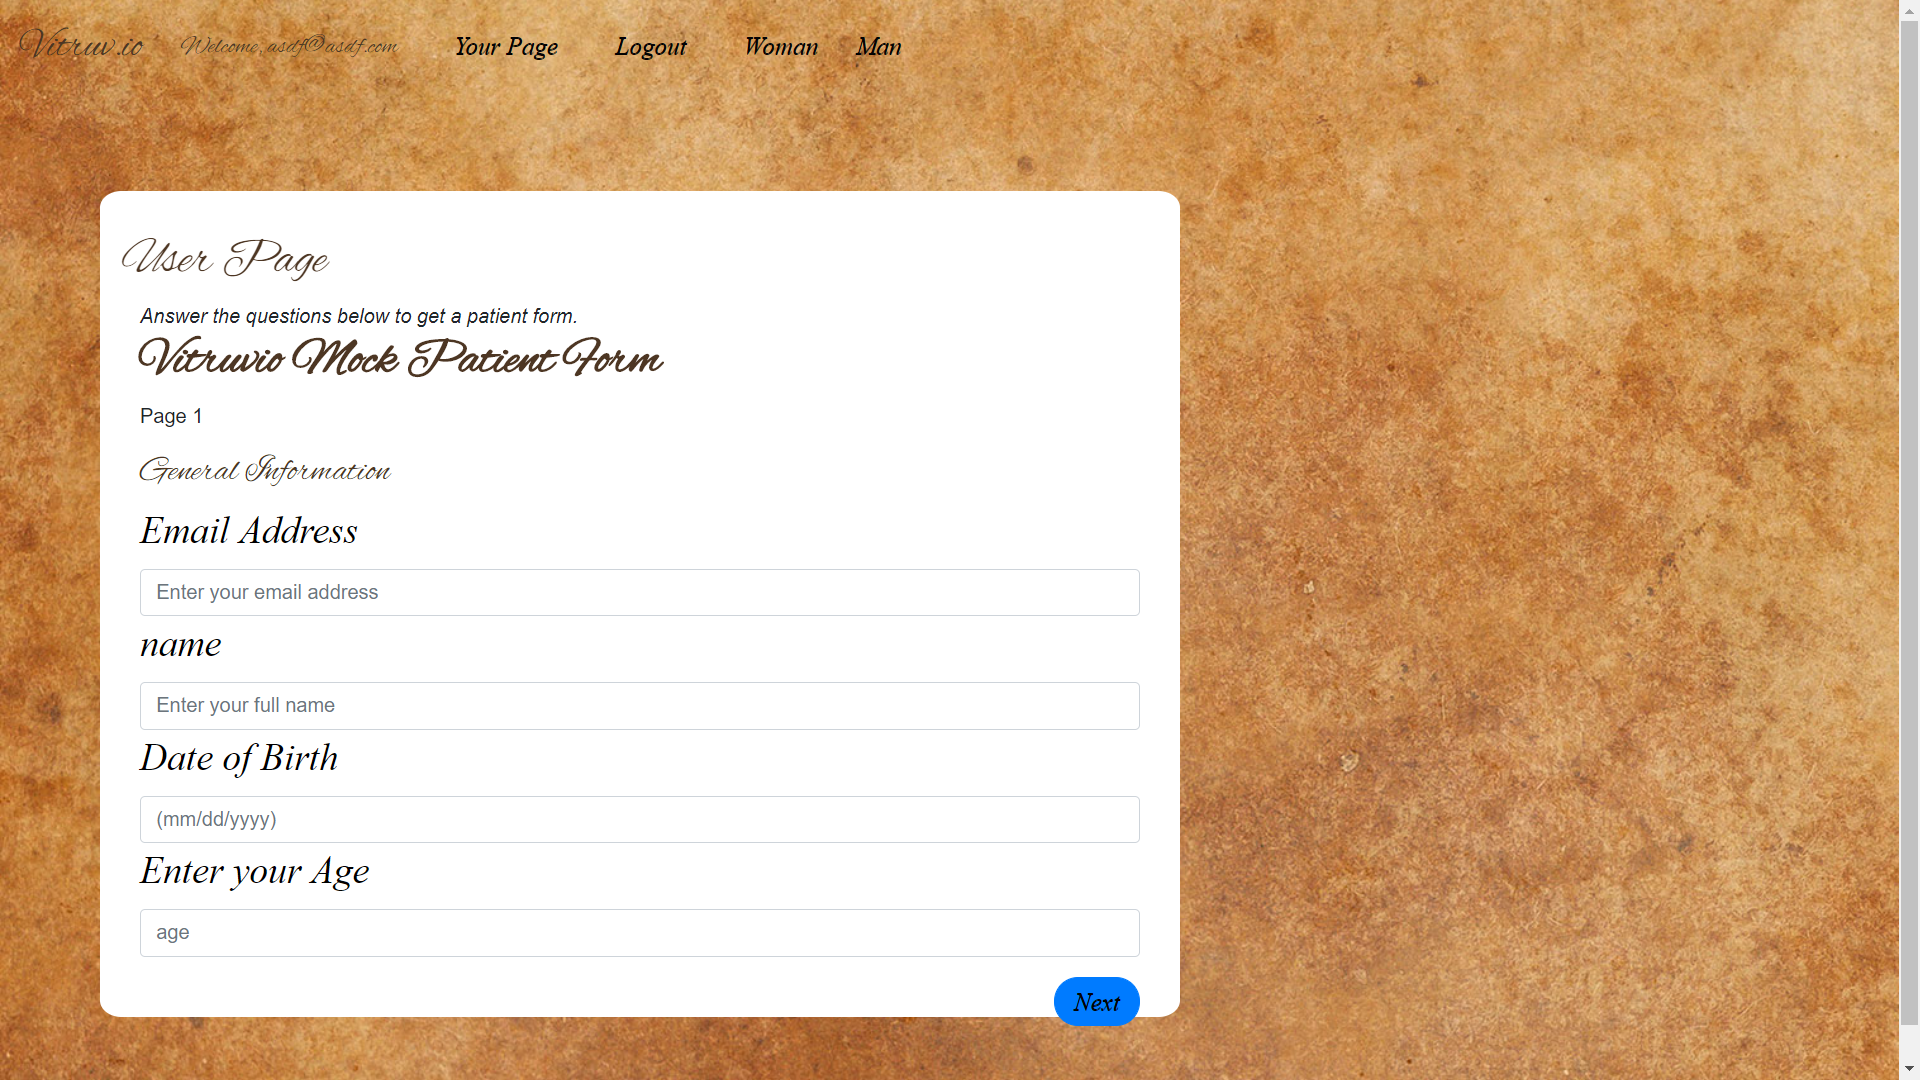 Vitruv.io Welcome, asdf@asdf.com Your Page Logout Woman Man
User Page
Answer the questions below to get a patient form.
Vitruvio Mock Patient Form
Page 1
General Information
Email Address
Enter your email address
name
Enter your full name
Date of Birth
(mm/dd/yyyy)
Enter your Age
age
Next